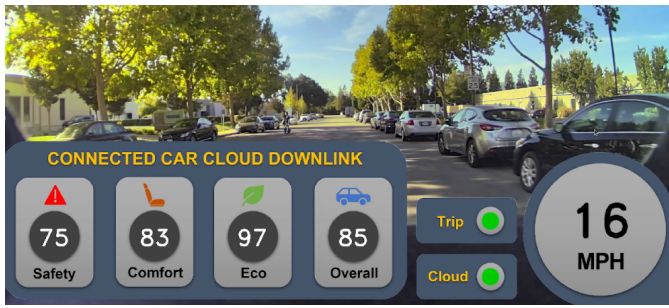 CONNECTED CAR CLOUD DOWNLINK
75
Safety
83
Comfort
97
Eco
85
Overall
Trip
Cloud
16
MPH